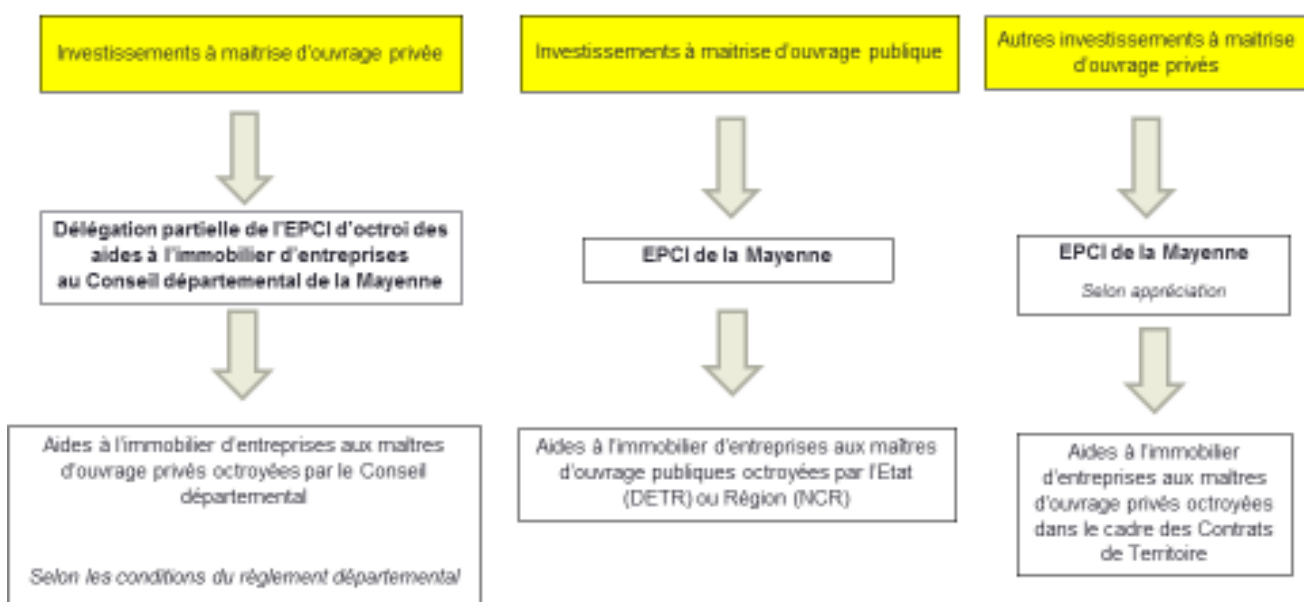 Investissements à maitrise d'ouvrage privée
Délégation partielle de l'EPCI d'octroi des
aides à l'immobilier d'entreprises
au Conseil départemental de la Mayenne
Aides à l'immobilier d'entreprises aux maîtres
d'ouvrage privés octroyées par le Conseil
départemental
Selon les conditions du règlement départemental
Investissements à maitrise d'ouvrage publique
EPCI de la Mayenne
Aides à l'immobilier d'entreprises aux maîtres
d'ouvrage publiques octroyées par l'Etat
(DETR) ou Région (NCR)
Autres investissements à maitrise
d'ouvrage privés
EPCI de la Mayenne
Selon appréciation
Aides à l'immobilier
d'entreprises aux maîtres
d'ouvrage privés octroyées
dans le cadre des Contrats
de Territoire